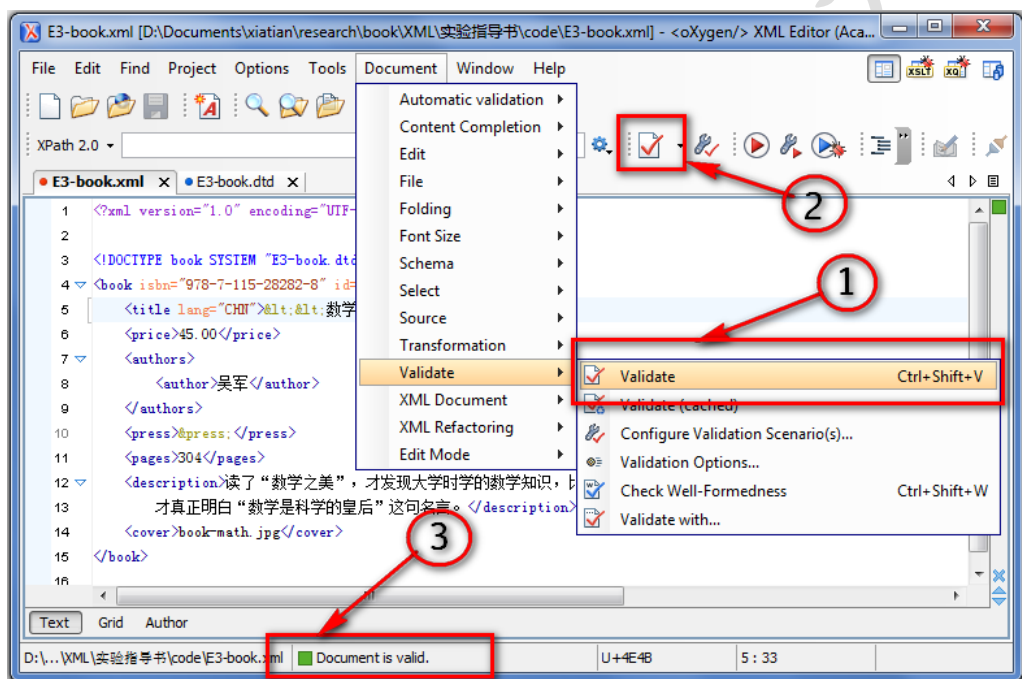 E3-book.xml [D:\Documents\xiatian\research\book\XML\实验指导书\code\E3-book.xml] - <oXygen/> XML Editor (Aca...
File Edit Find Project Options Tools Document Window Help
XSLT XQ
XPath 2.0
E3-book.xml E3-book.dtd
1 <?xml version="1.0" encoding="UTF-
2
3 <!DOCTYPE book SYSTEM "E3-book.dtd
4 <book isbn="978-7-115-28282-8" id=
5 <title lang="CHN">&lt;&lt;数学
6 <price>45.00</price>
7 <authors>
8 <author>吴军</author>
9 </authors>
10 <press>&press;</press>
11 <pages>304</pages>
12 <description>读了“数学之美”，才发现大学时学的数学知识，
13 才真正明白“数学是科学的皇后”这句名言。</description>
14 <cover>book-math.jpg</cover>
15 </book>
16
Automatic validation
Content Completion
Edit
File
Folding
Font Size
Schema
Select
Source
Transformation
Validate
XML Document
XML Refactoring
Edit Mode
Validate Ctrl+Shift+V
Validate (cached)
Configure Validation Scenario(s)...
Validation Options...
Check Well-Formedness Ctrl+Shift+W
Validate with...
2
1
3
Text Grid Author
D:\...\XML\实验指导书\code\E3-book.xml Document is valid. U+4E4B 5 : 33